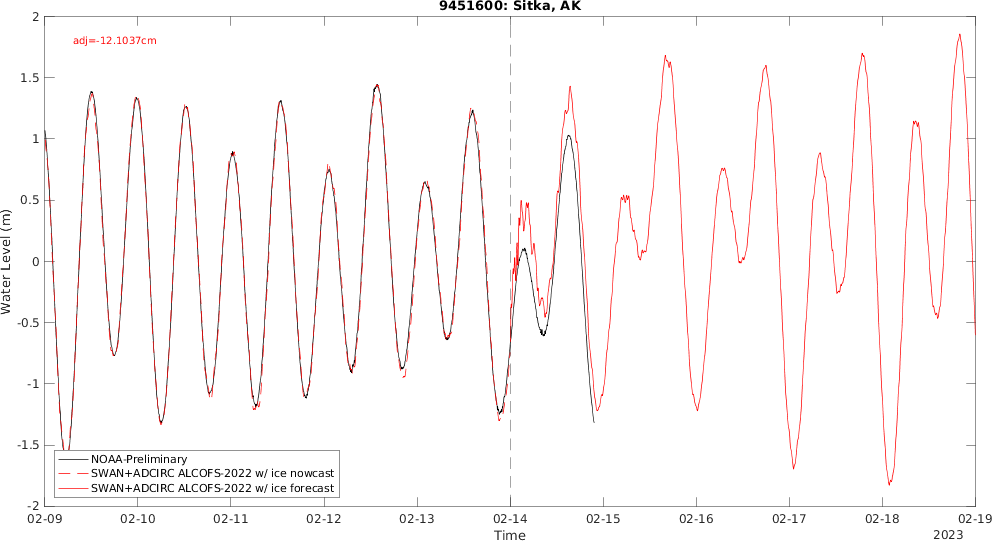 9451600: Sitka, AK
adj=-12.1037cm
2
1.5
1
0.5
0
-0.5
-1
-1.5
-2
Water Level (m)
NOAA-Preliminary
SWAN+ADCIRC ALCOFS-2022 w/ ice nowcast
SWAN+ADCIRC ALCOFS-2022 w/ ice forecast
02-09 02-10 02-11 02-12 02-13 02-14 02-15 02-16 02-17 02-18 02-19
Time
2023